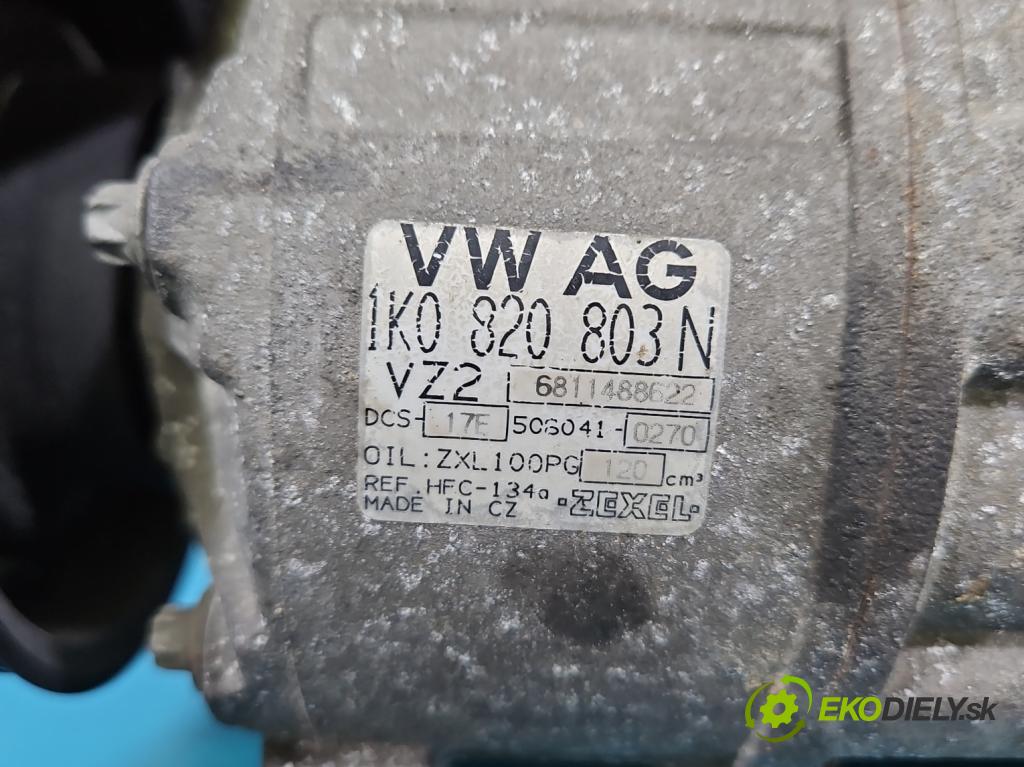 VW AG
1K0 820 803 N
VZ2 6811488622
DCS-17E 506041-0270
OIL: ZXL100PG 120 cm³
REF. HFC-134a
MADE IN CZ ·ZEXEL·
EKODIELY.sk